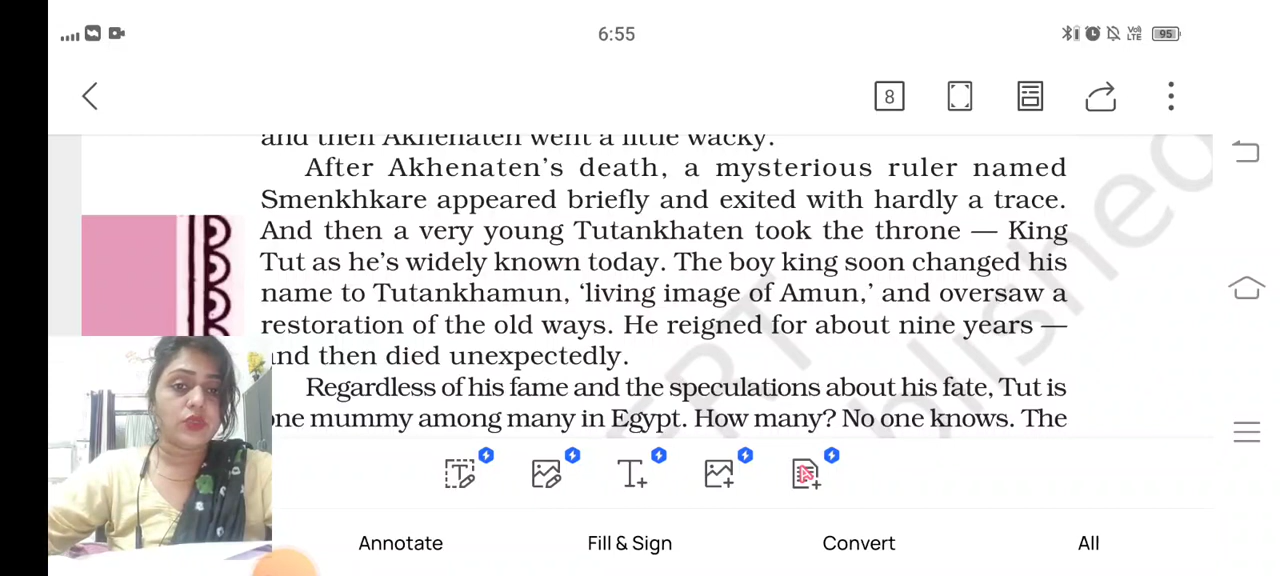 6:55
Vo)
LTE
95
8
and then Akhenaten went a little wacky.
After Akhenaten's death, a mysterious ruler named
Smenkhkare appeared briefly and exited with hardly a trace.
And then a very young Tutankhaten took the throne — King
Tut as he's widely known today. The boy king soon changed his
name to Tutankhamun, 'living image of Amun,' and oversaw a
restoration of the old ways. He reigned for about nine years —
and then died unexpectedly.
Regardless of his fame and the speculations about his fate, Tut is
one mummy among many in Egypt. How many? No one knows. The
Annotate
Fill & Sign
Convert
All